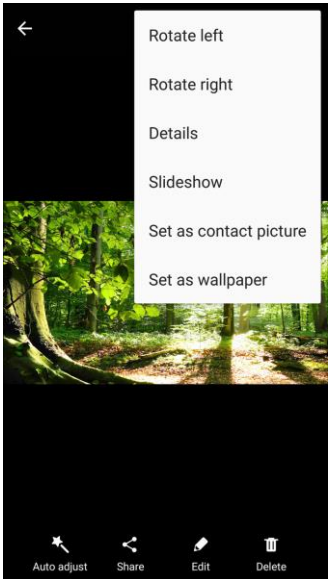 Rotate left
Rotate right
Details
Slideshow
Set as contact picture
Set as wallpaper
Auto adjust
Share
Edit
Delete